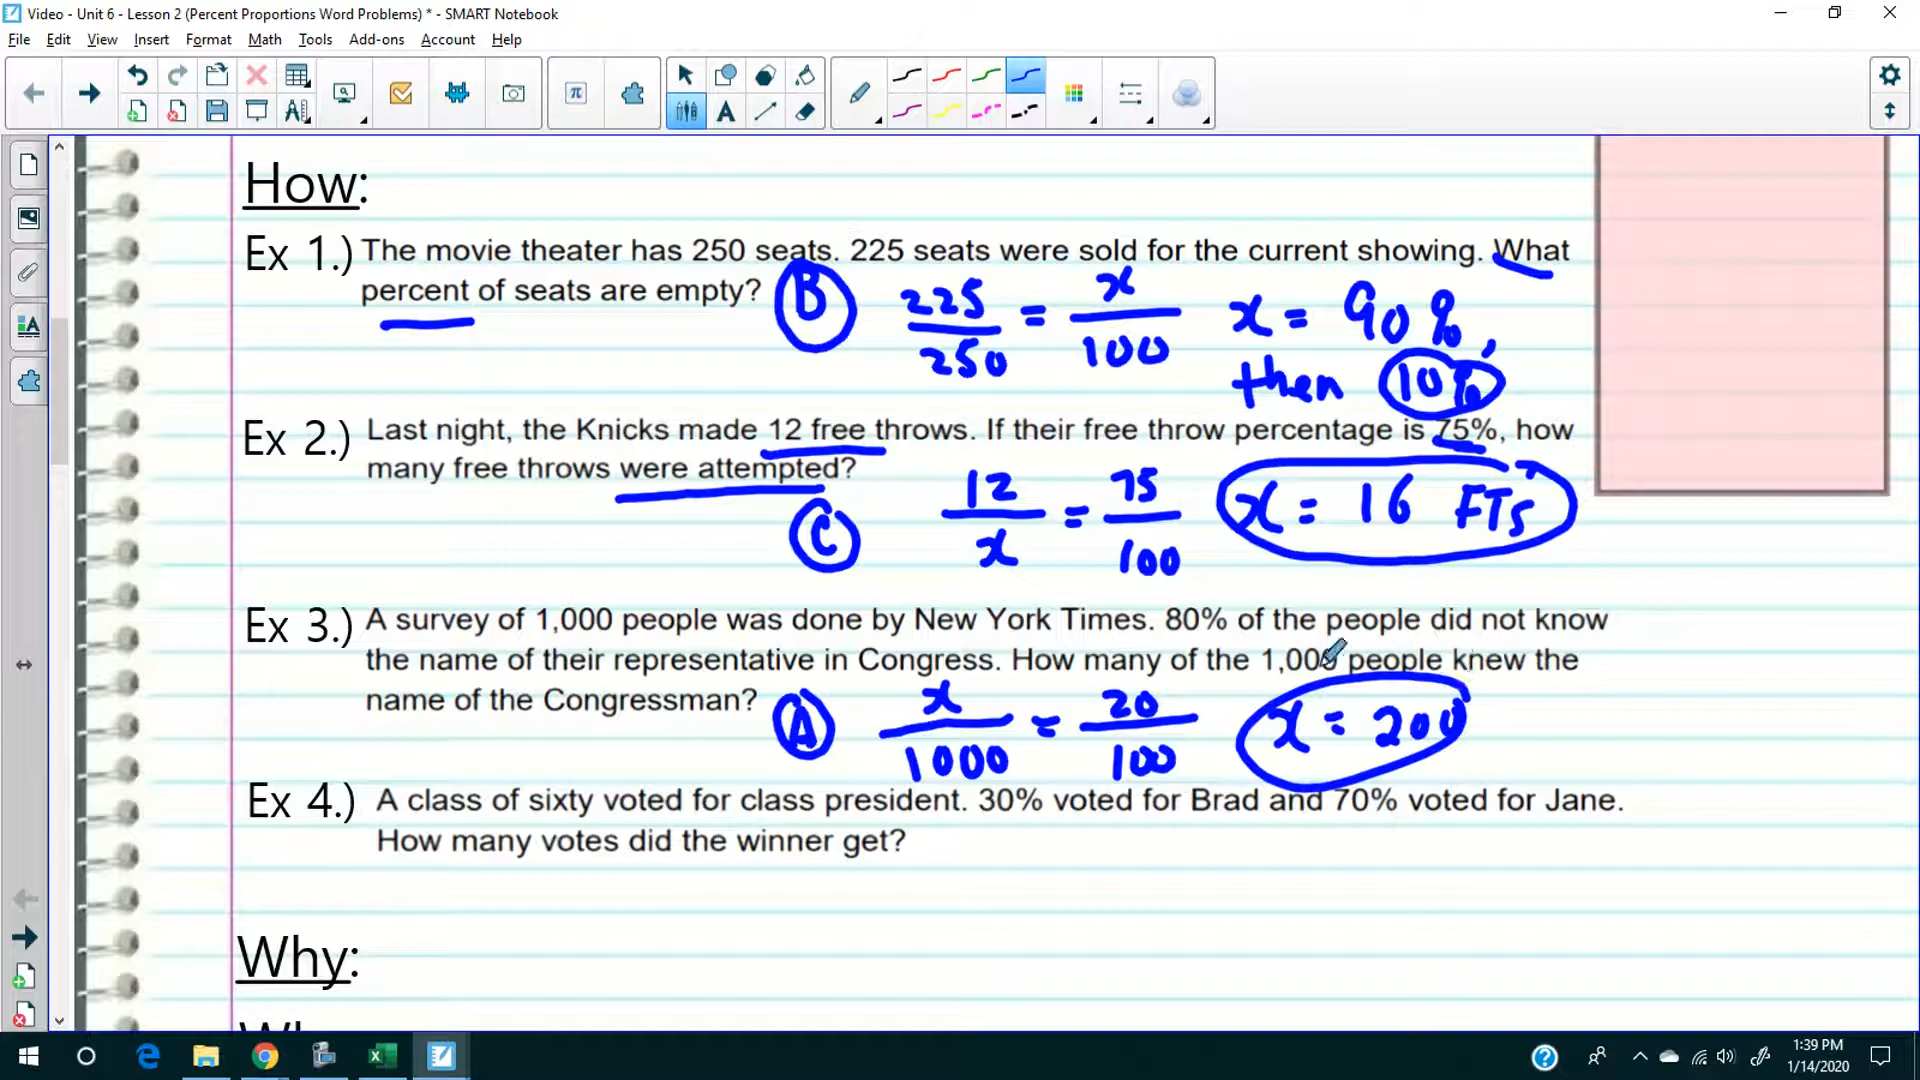 Video - Unit 6 - Lesson 2 (Percent Proportions Word Problems) * - SMART Notebook
File Edit View Insert Format Math Tools Add-ons Account Help
How:
Ex 1.) The movie theater has 250 seats. 225 seats were sold for the current showing. What
percent of seats are empty?
B 225/250 = x/100 x = 90%,
then 10%
Ex 2.) Last night, the Knicks made 12 free throws. If their free throw percentage is 75%, how
many free throws were attempted?
C 12/x = 75/100 x = 16 FTs
Ex 3.) A survey of 1,000 people was done by New York Times. 80% of the people did not know
the name of their representative in Congress. How many of the 1,000 people knew the
name of the Congressman?
A x/1000 = 20/100 x = 200
Ex 4.) A class of sixty voted for class president. 30% voted for Brad and 70% voted for Jane.
How many votes did the winner get?
Why:
1:39 PM
1/14/2020